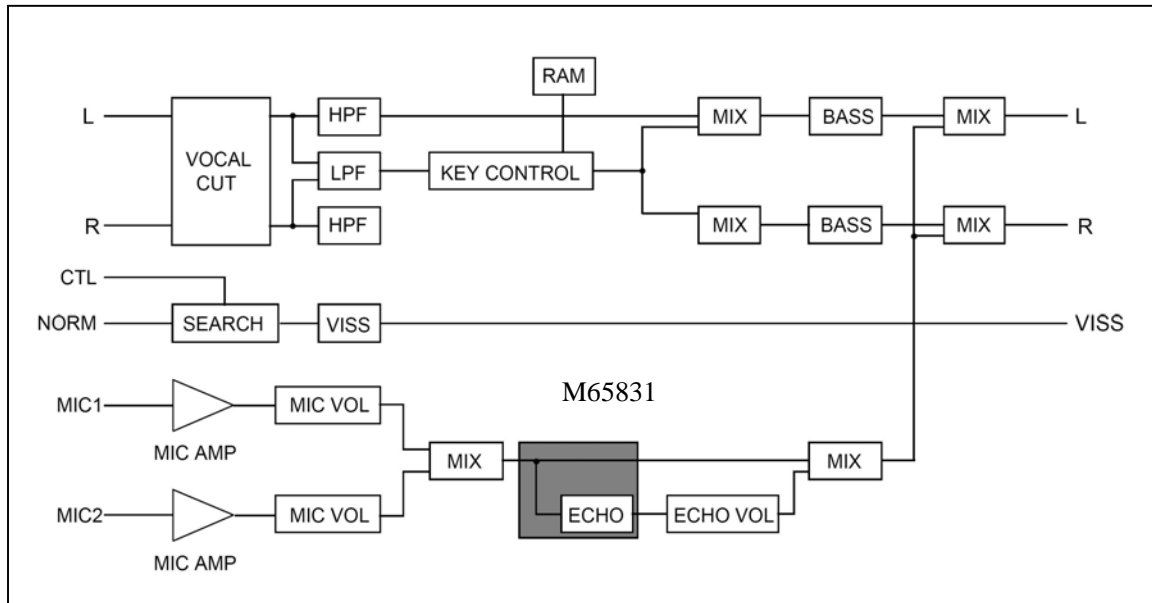 RAM
L
HPF
MIX
BASS
MIX
L
VOCAL
CUT
LPF
KEY CONTROL
R
HPF
MIX
BASS
MIX
R
CTL
NORM
SEARCH
VISS
VISS
M65831
MIC1
MIC VOL
MIC AMP
MIX
MIX
MIC2
MIC VOL
ECHO
ECHO VOL
MIC AMP